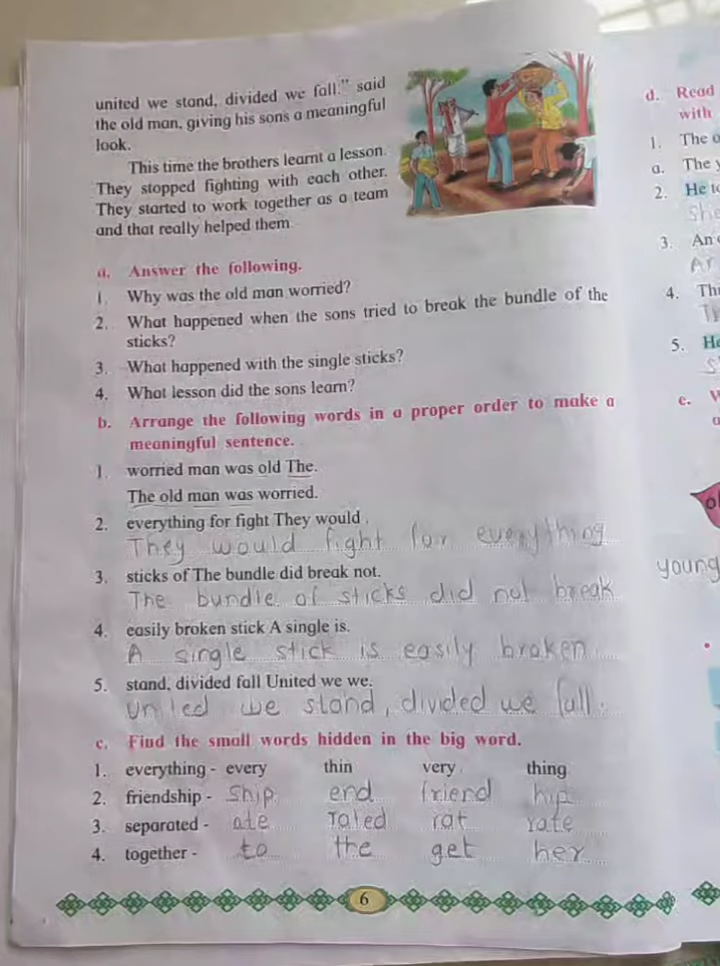 united we stand, divided we fall." said
the old man, giving his sons a meaningful
look.
This time the brothers learnt a lesson.
They stopped fighting with each other.
They started to work together as a team
and that really helped them
a. Answer the following.
1. Why was the old man worried?
2. What happened when the sons tried to break the bundle of the
sticks?
3. What happened with the single sticks?
4. What lesson did the sons learn?
b. Arrange the following words in a proper order to make a
meaningful sentence.
1. worried man was old The.
The old man was worried.
2. everything for fight They would .
They would fight for everything
3. sticks of The bundle did break not.
The bundle of sticks did not break
4. easily broken stick A single is.
A single stick is easily broken
5. stand, divided fall United we we.
United we stand, divided we fall.
c. Find the small words hidden in the big word.
1. everything - every thin very thing
2. friendship - ship end friend hip
3. separated - ate rated rat rate
4. together - to the get her
6
d. Read
with
1. The
a. The
2. He
3. An
4.
5. He
e.
young